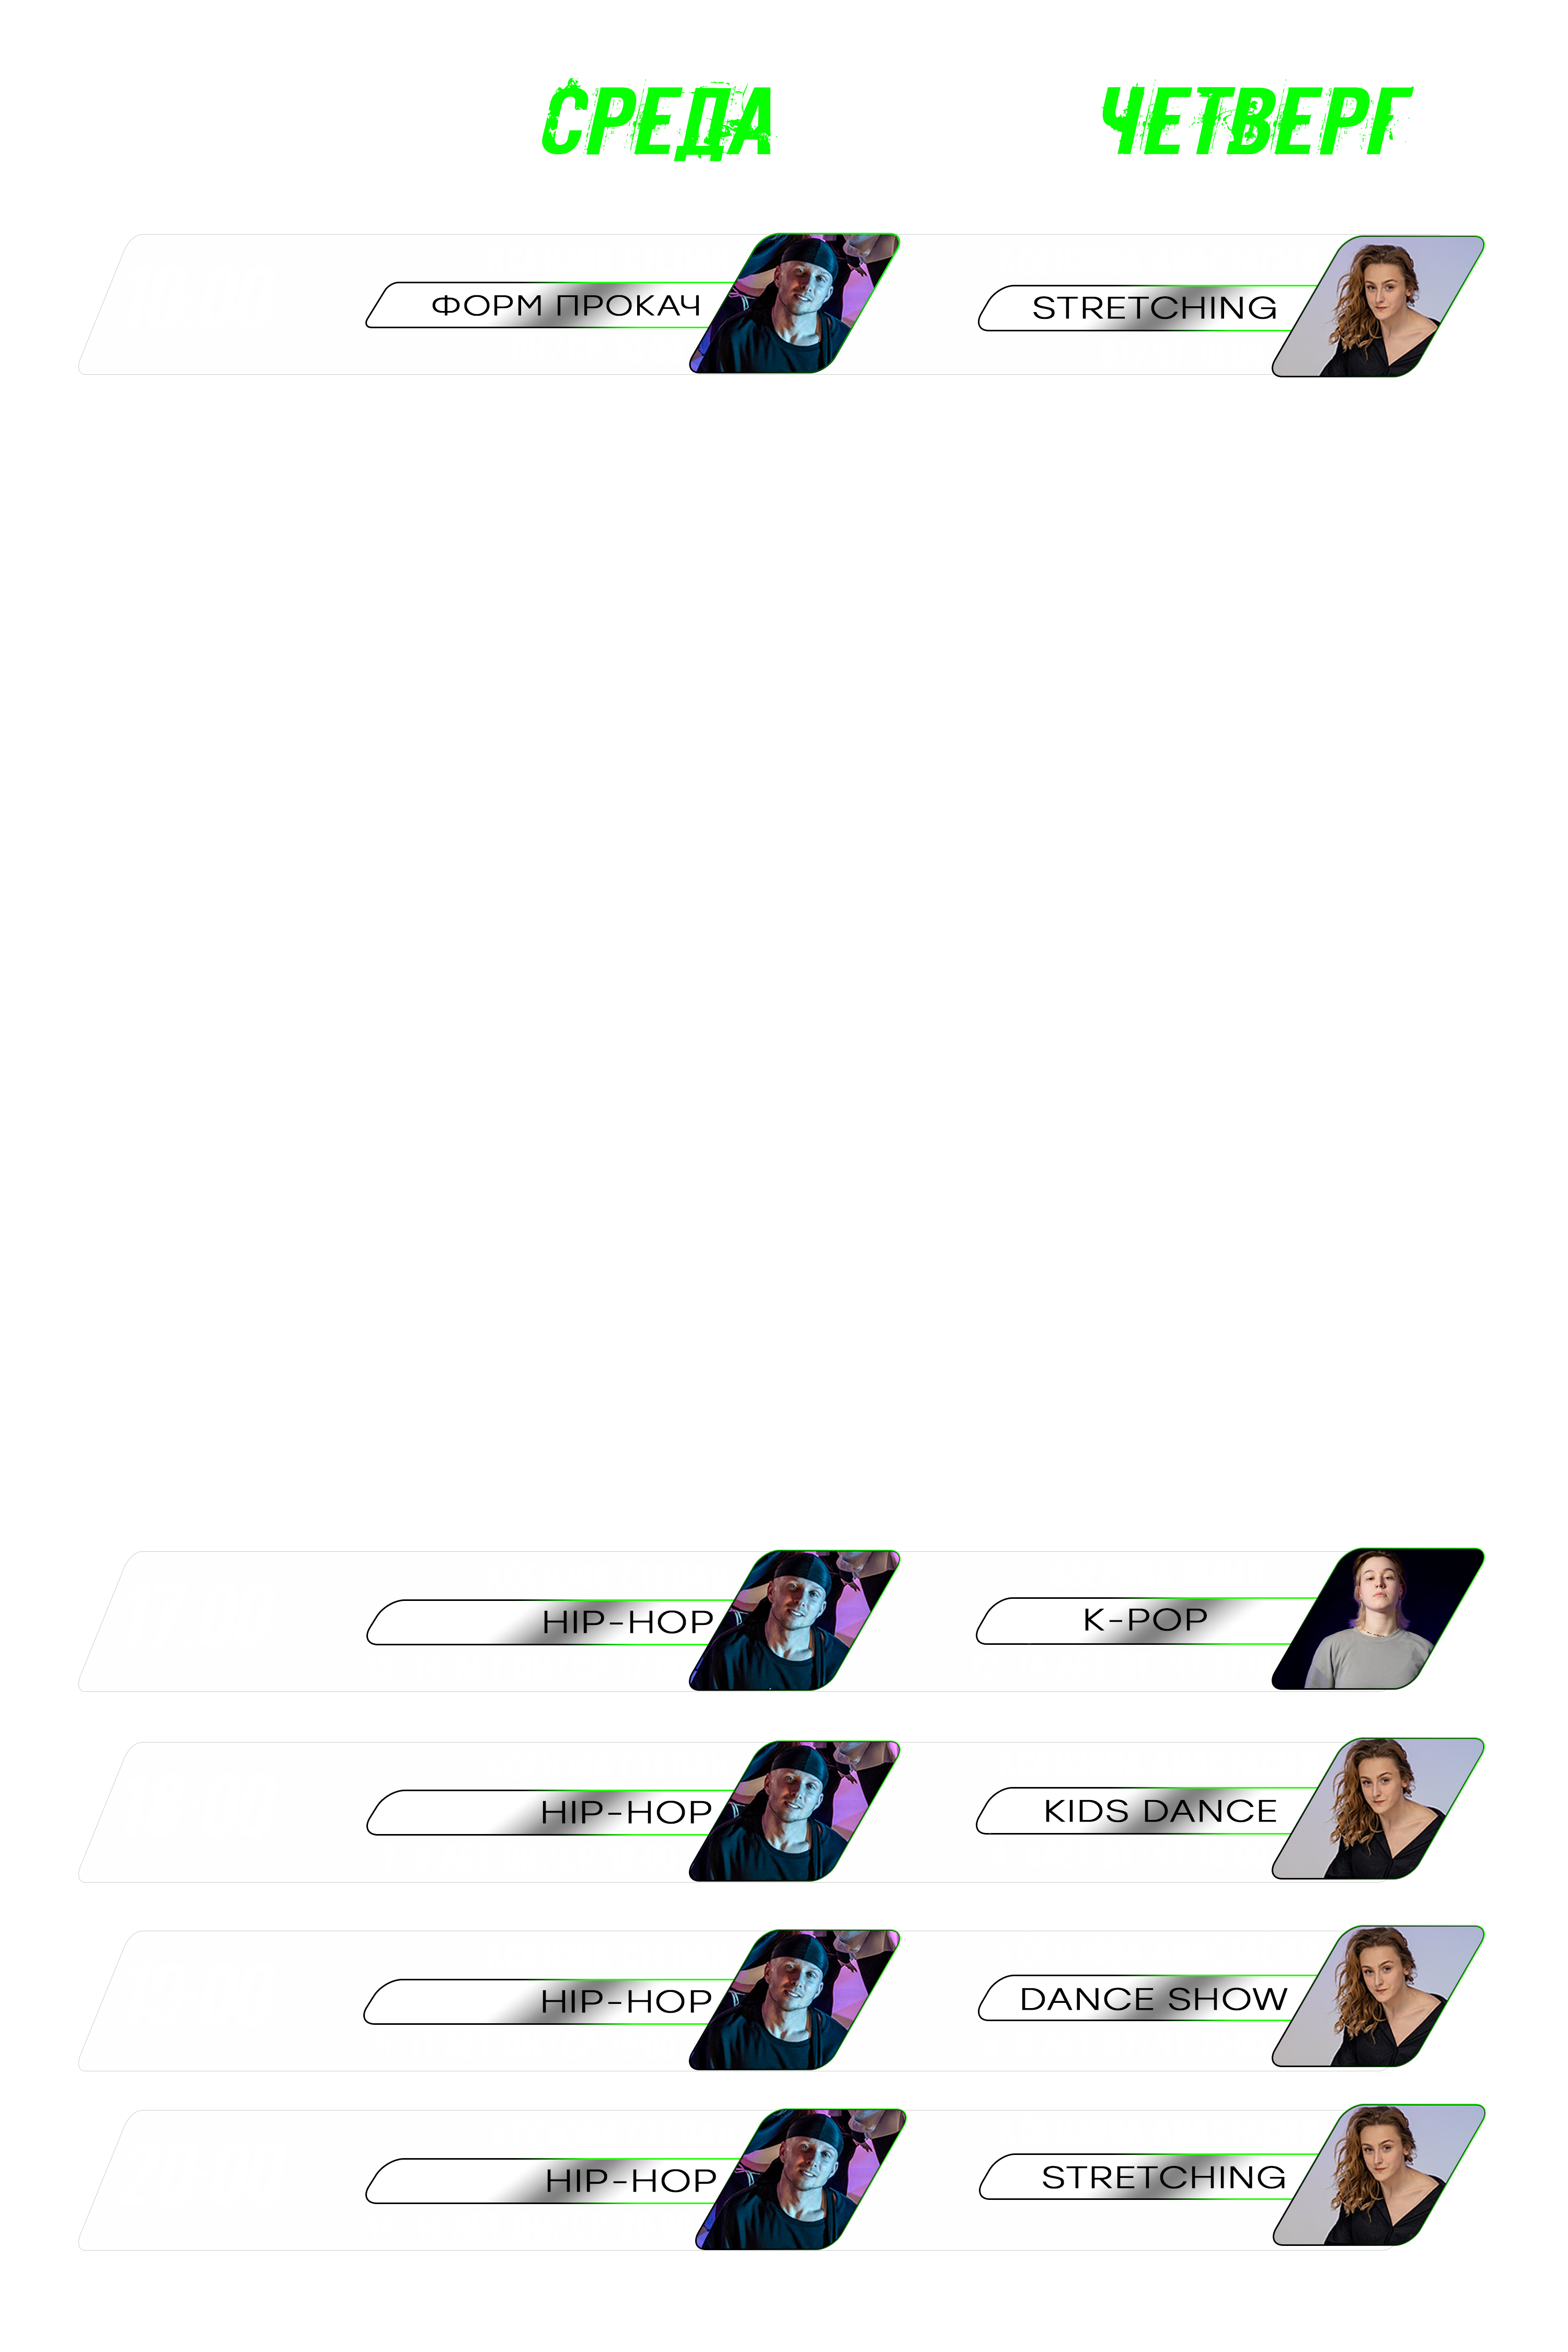 СРЕДА ЧЕТВЕРГ
ФОРМ ПРОКАЧ STRETCHING
HIP-HOP K-POP
HIP-HOP KIDS DANCE
HIP-HOP DANCE SHOW
HIP-HOP STRETCHING